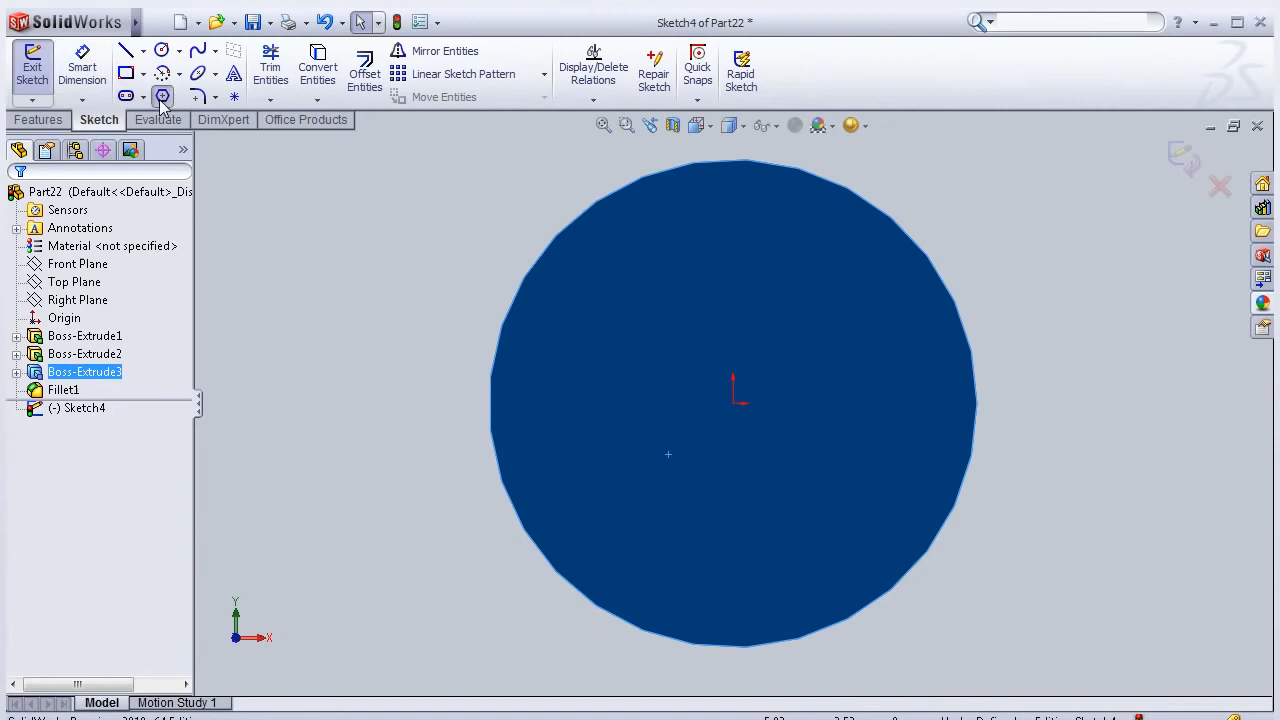 SolidWorks
Sketch4 of Part22 *
Exit Sketch
Smart Dimension
Trim Entities
Convert Entities
Offset Entities
Mirror Entities
Linear Sketch Pattern
Move Entities
Display/Delete Relations
Repair Sketch
Quick Snaps
Rapid Sketch
Features
Sketch
Evaluate
DimXpert
Office Products
Part22 (Default<<Default>_Dis
Sensors
Annotations
Material <not specified>
Front Plane
Top Plane
Right Plane
Origin
Boss-Extrude1
Boss-Extrude2
Boss-Extrude3
Fillet1
(-) Sketch4
Y
X
Model
Motion Study 1